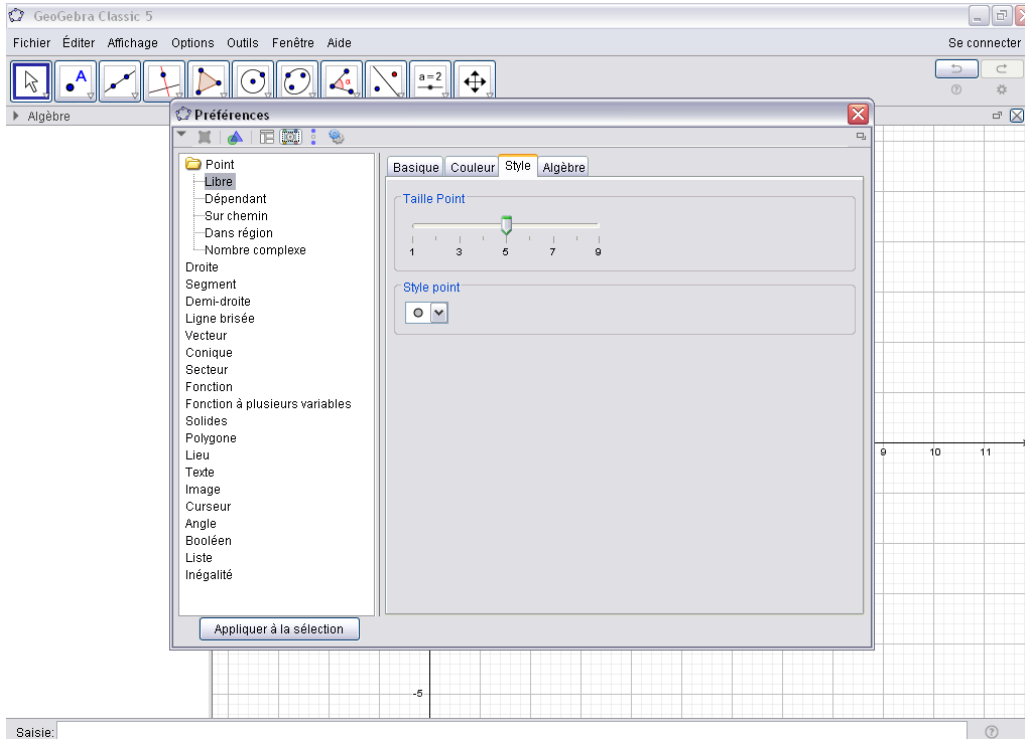 GeoGebra Classic 5
Fichier Éditer Affichage Options Outils Fenêtre Aide Se connecter
A a=2
Algèbre
Préférences
Point
Libre
Dépendant
Sur chemin
Dans région
Nombre complexe
Droite
Segment
Demi-droite
Ligne brisée
Vecteur
Conique
Secteur
Fonction
Fonction à plusieurs variables
Solides
Polygone
Lieu
Texte
Image
Curseur
Angle
Booléen
Liste
Inégalité
Appliquer à la sélection
Basique Couleur Style Algèbre
Taille Point
1 3 5 7 9
Style point
9 10 11
-5
Saisie: